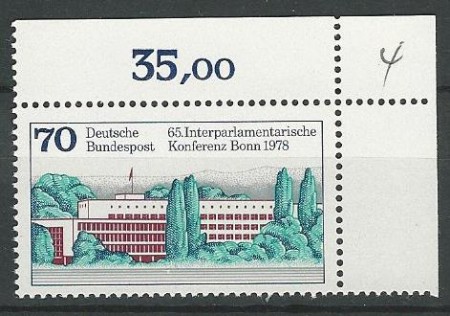 35,00
4
70 Deutsche Bundespost 65.Interparlamentarische Konferenz Bonn 1978